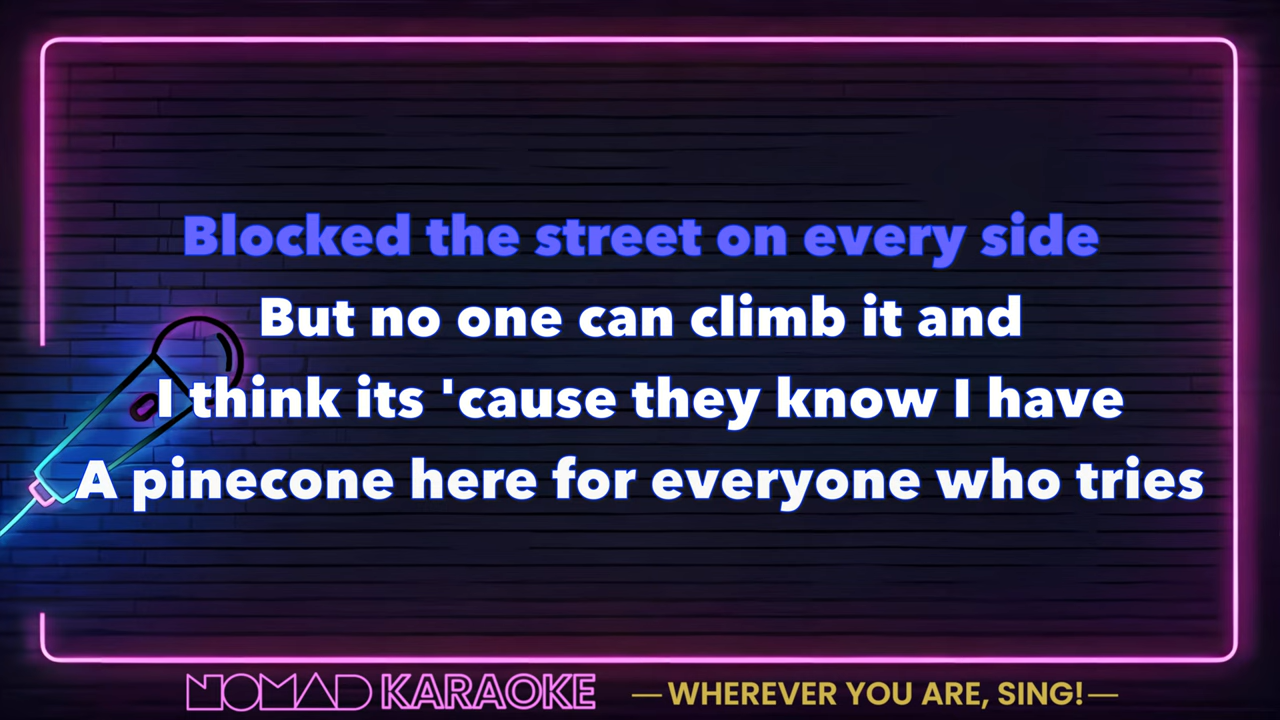 Blocked the street on every side
But no one can climb it and
I think its 'cause they know I have
A pinecone here for everyone who tries
NOMAD KARAOKE —WHEREVER YOU ARE, SING!—